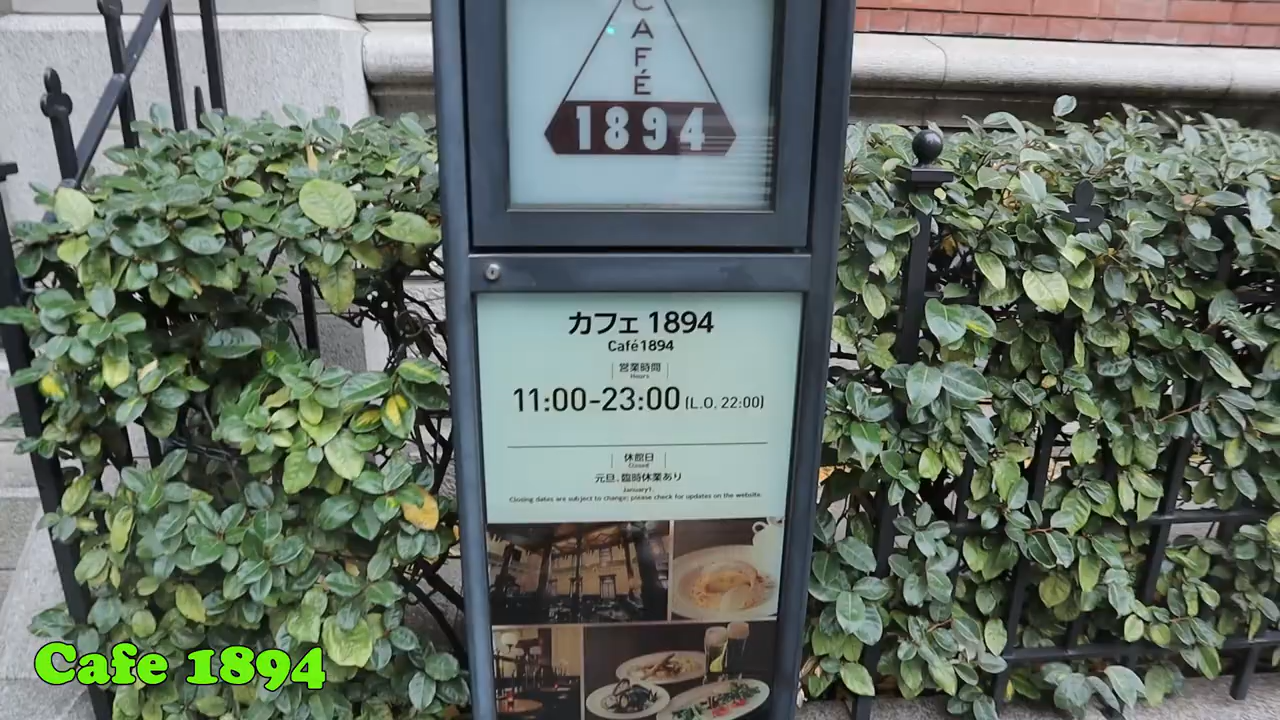 CAFÉ
1894
カフェ 1894
Café1894
営業時間
Hours
11:00-23:00 (L.O. 22:00)
休館日
Closed
元旦、臨時休業あり
January1
Closing dates are subject to change; please check for updates on the website.
Cafe 1894